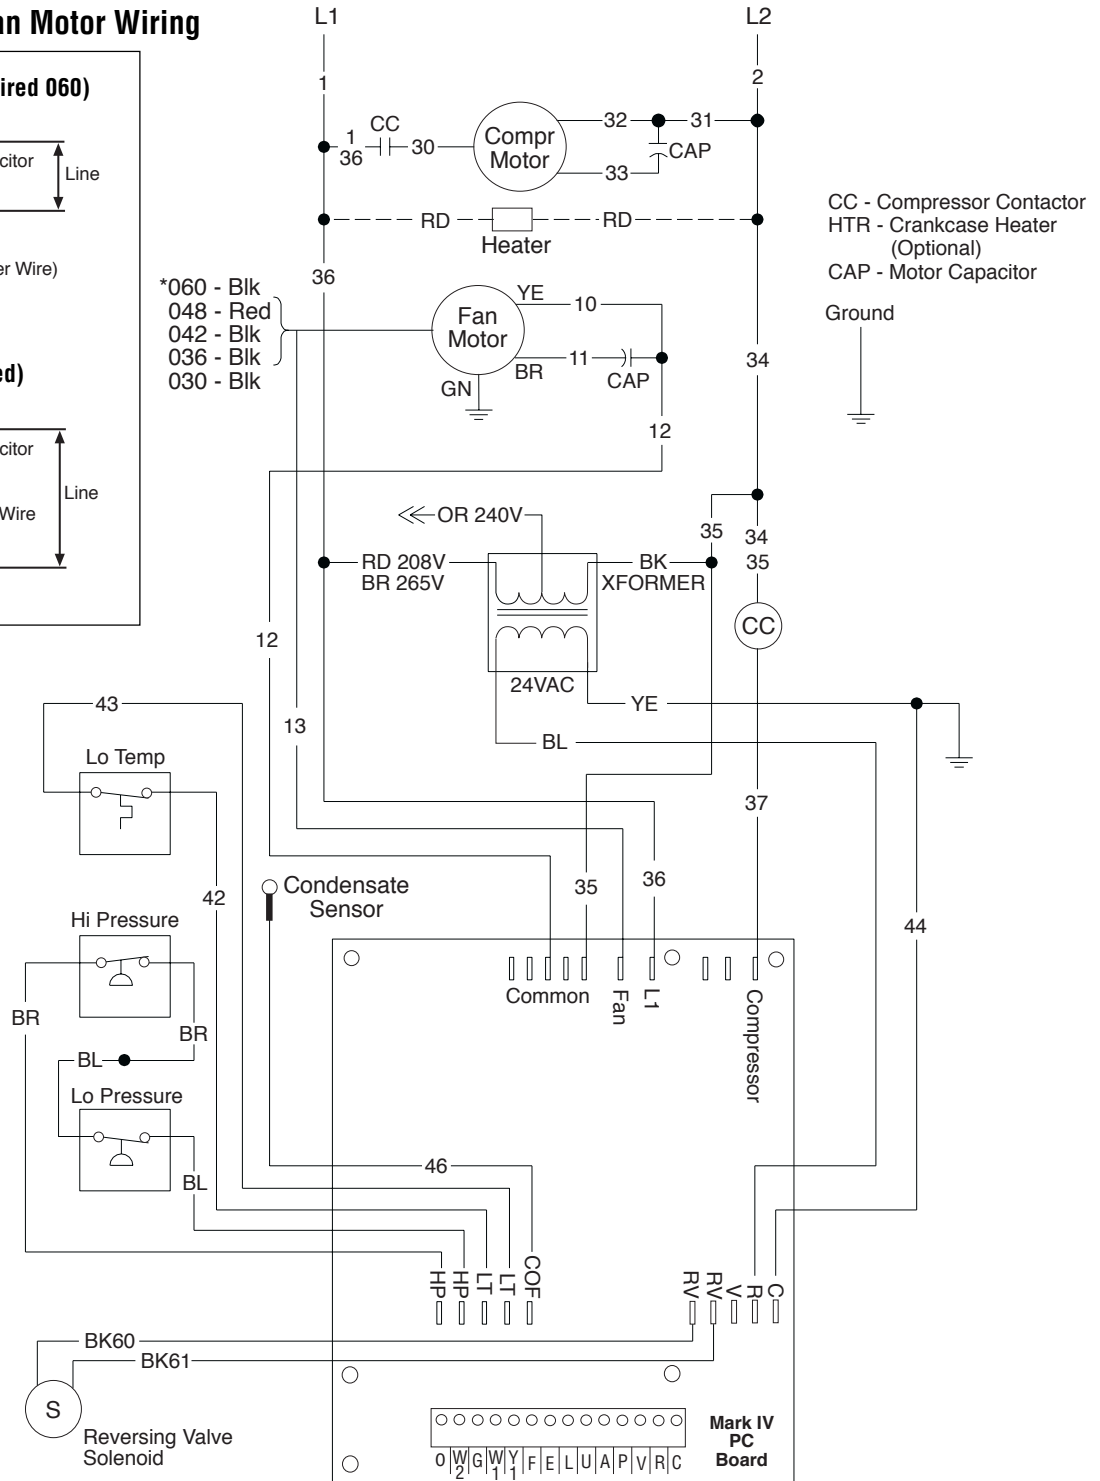 an Motor Wiring
ired 060)
citor
Line
er Wire)
ed)
citor
Line
Wire
L1
L2
1
2
CC
1
36
30
Compr
Motor
32
31
33
CAP
RD
RD
Heater
CC - Compressor Contactor
HTR - Crankcase Heater
(Optional)
CAP - Motor Capacitor
Ground
36
*060 - Blk
048 - Red
042 - Blk
036 - Blk
030 - Blk
Fan
Motor
YE
10
BR
11
CAP
GN
34
12
OR 240V
35
34
35
RD 208V
BR 265V
BK
XFORMER
CC
12
24VAC
YE
43
13
BL
Lo Temp
37
42
Condensate
Sensor
35
36
44
Hi Pressure
BR
BR
BL
Lo Pressure
BL
Common
Fan
L1
Compressor
46
HP
HP
LT
LT
COF
RV
RV
V
R
C
BK60
BK61
S
Reversing Valve
Solenoid
O W2 G W1 Y1 F E L U A P V R C
Mark IV
PC
Board